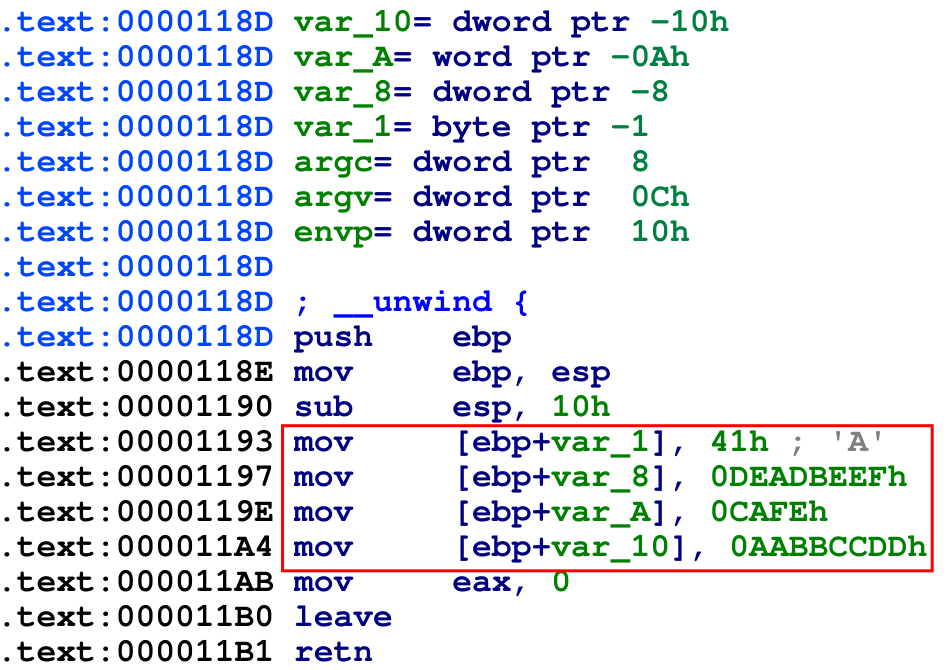 .text:0000118D var_10= dword ptr -10h
.text:0000118D var_A= word ptr -0Ah
.text:0000118D var_8= dword ptr -8
.text:0000118D var_1= byte ptr -1
.text:0000118D argc= dword ptr  8
.text:0000118D argv= dword ptr  0Ch
.text:0000118D envp= dword ptr  10h
.text:0000118D
.text:0000118D ; __unwind {
.text:0000118D push    ebp
.text:0000118E mov     ebp, esp
.text:00001190 sub     esp, 10h
.text:00001193 mov     [ebp+var_1], 41h ; 'A'
.text:00001197 mov     [ebp+var_8], 0DEADBEEFh
.text:0000119E mov     [ebp+var_A], 0CAFEh
.text:000011A4 mov     [ebp+var_10], 0AABBCCDDh
.text:000011AB mov     eax, 0
.text:000011B0 leave
.text:000011B1 retn